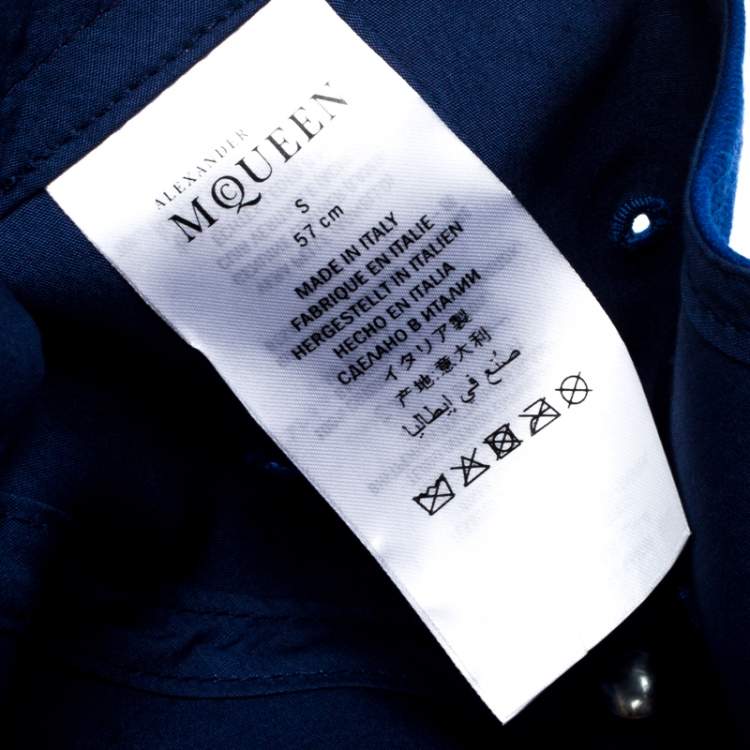 ALEXANDER
MCQUEEN
S
57 cm
MADE IN ITALY
FABRIQUE EN ITALIE
HERGESTELLT IN ITALIEN
HECHO EN ITALIA
СДЕЛАНО В ИТАЛИИ
イタリア製
产地.意大利
صُنع في إيطاليا